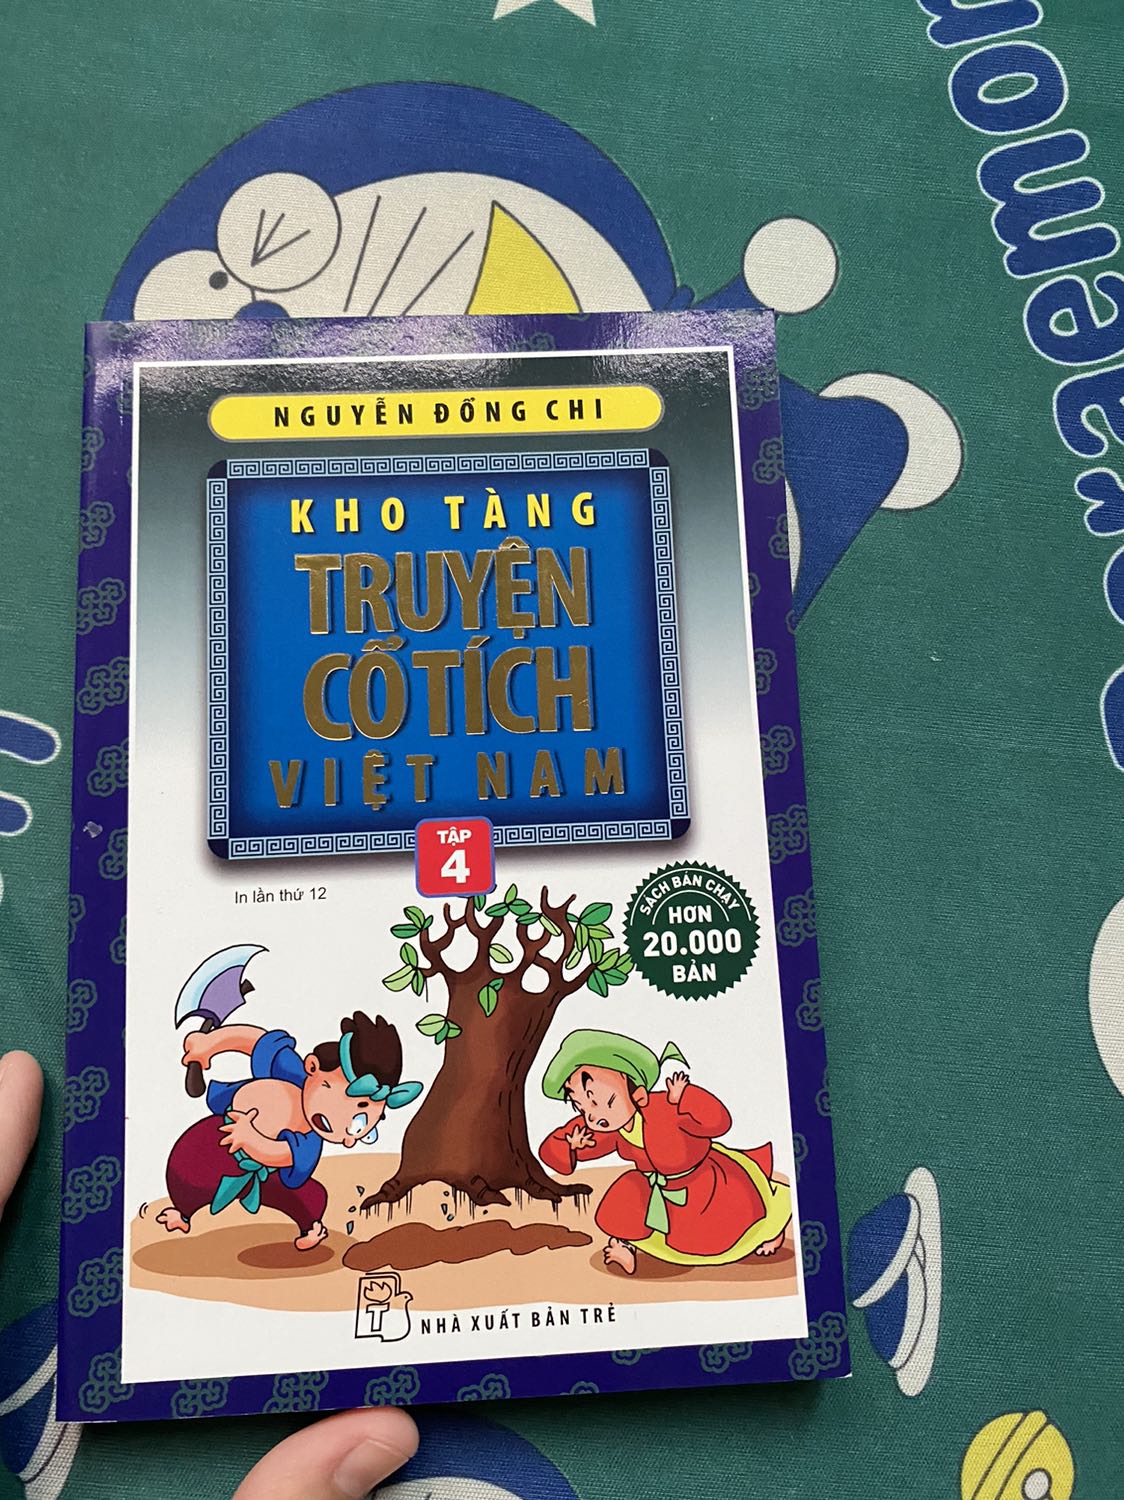 NGUYỄN ĐỔNG CHI
KHO TÀNG
TRUYỆN
CỔ TÍCH
VIỆT NAM
TẬP
4
In lần thứ 12
SÁCH BÁN CHẠY
HƠN
20.000
BẢN
T
NHÀ XUẤT BẢN TRẺ